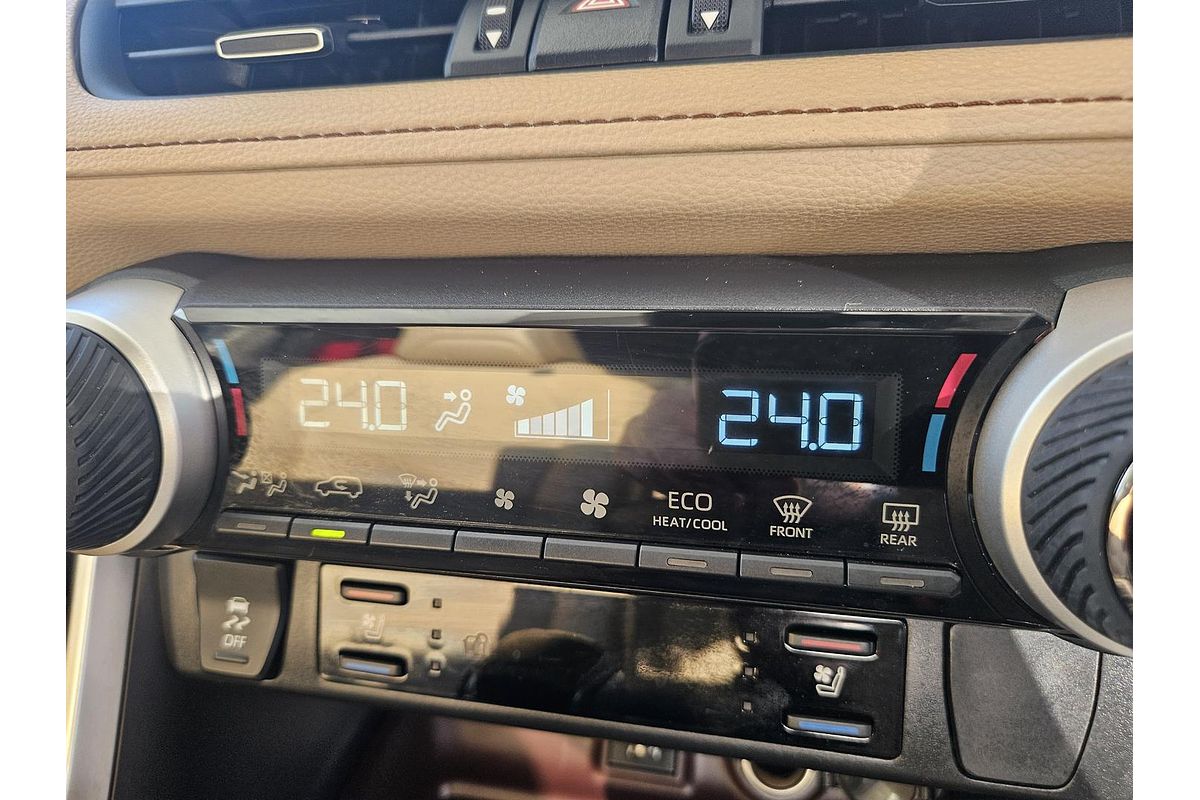 24.0
24.0
ECO
HEAT/COOL
FRONT
REAR
OFF